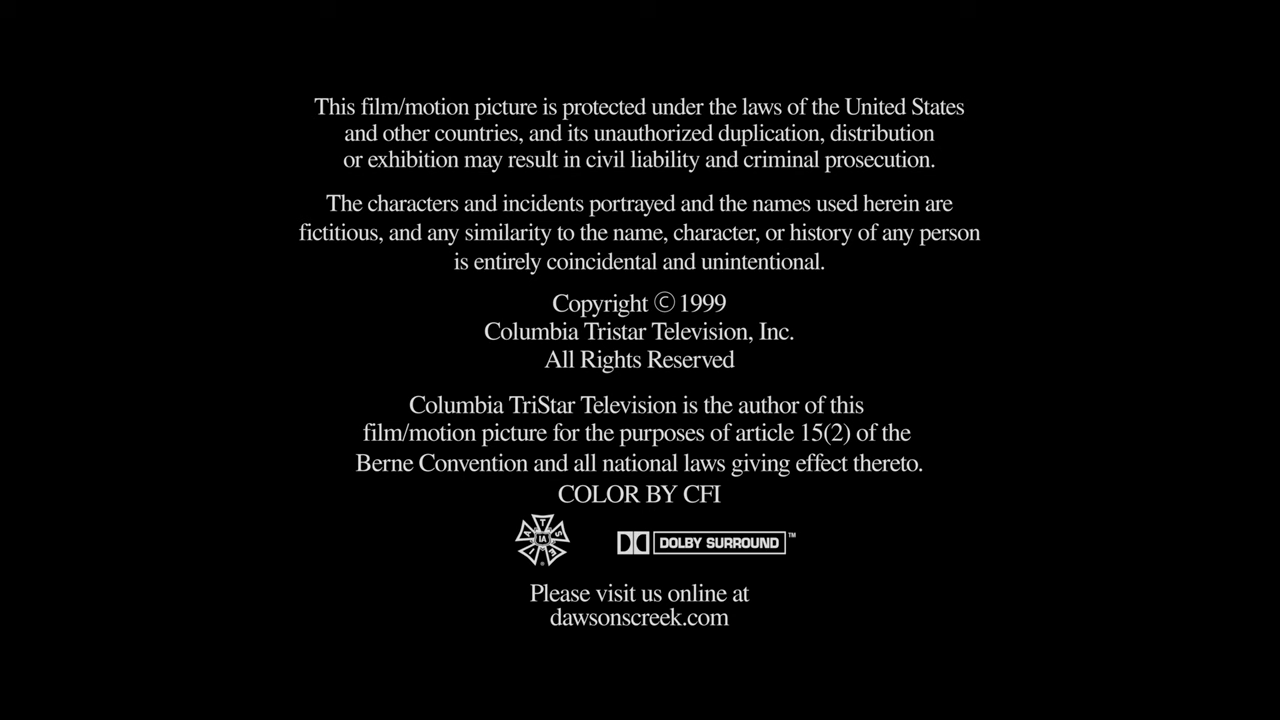 This film/motion picture is protected under the laws of the United States
and other countries, and its unauthorized duplication, distribution
or exhibition may result in civil liability and criminal prosecution.
The characters and incidents portrayed and the names used herein are
fictitious, and any similarity to the name, character, or history of any person
is entirely coincidental and unintentional.
Copyright Ⓒ 1999
Columbia Tristar Television, Inc.
All Rights Reserved
Columbia TriStar Television is the author of this
film/motion picture for the purposes of article 15(2) of the
Berne Convention and all national laws giving effect thereto.
COLOR BY CFI
IATSE IA ® DOLBY SURROUND ™
Please visit us online at
dawsonscreek.com